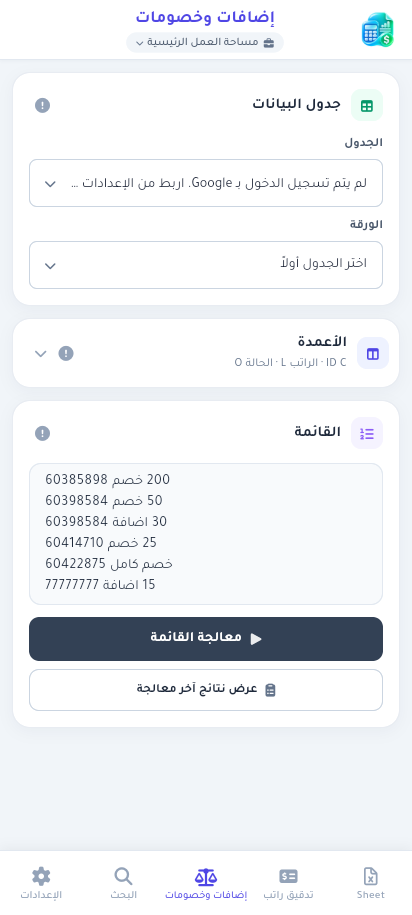 إضافات وخصومات
مساحة العمل الرئيسية
جدول البيانات
الجدول
لم يتم تسجيل الدخول بـ Google. اربط من الإعدادات ...
الورقة
اختر الجدول أولاً
الأعمدة
ID C · الراتب L · الحالة O
القائمة
60385898 خصم 200
60398584 خصم 50
60398584 اضافة 30
60414710 خصم 25
60422875 خصم كامل
77777777 اضافة 15
معالجة القائمة
عرض نتائج آخر معالجة
Sheet
تدقيق راتب
إضافات وخصومات
البحث
الإعدادات